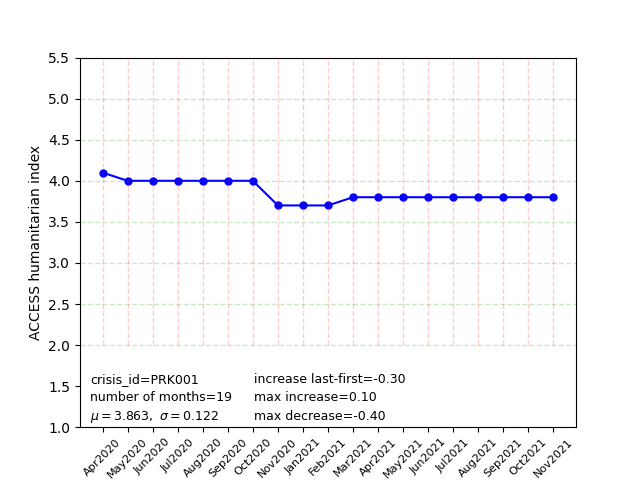 5.5
5.0
4.5
4.0
3.5
3.0
2.5
2.0
1.5
1.0
ACCESS humanitarian index
crisis_id=PRK001
number of months=19
μ=3.863, σ=0.122
increase last-first=-0.30
max increase=0.10
max decrease=-0.40
Apr2020
May2020
Jun2020
Jul2020
Aug2020
Sep2020
Oct2020
Nov2020
Jan2021
Feb2021
Mar2021
Apr2021
May2021
Jun2021
Jul2021
Aug2021
Sep2021
Oct2021
Nov2021